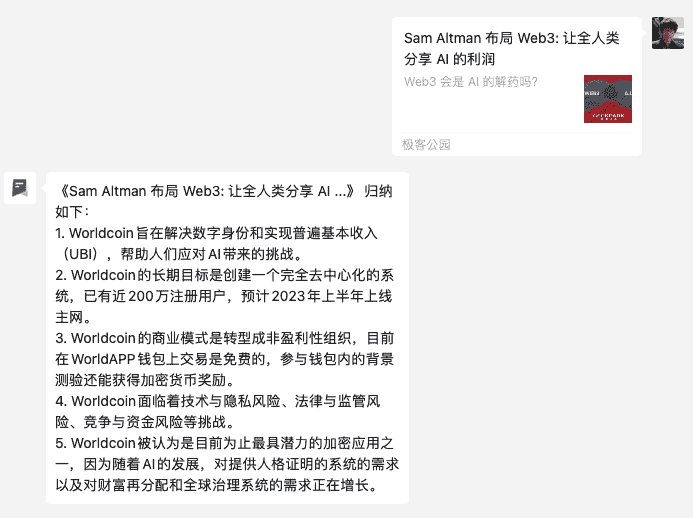 Sam Altman 布局 Web3: 让全人类
分享 AI 的利润
Web3 会是 AI 的解药吗?
WEB3
A.I.
GEEKPARK
极客公园
《Sam Altman 布局 Web3: 让全人类分享 AI ...》 归纳
如下：
1. Worldcoin旨在解决数字身份和实现普遍基本收入
（UBI），帮助人们应对AI带来的挑战。
2. Worldcoin的长期目标是创建一个完全去中心化的系
统，已有近200万注册用户，预计2023年上半年上线
主网。
3. Worldcoin的商业模式是转型成非盈利性组织，目前
在WorldAPP钱包上交易是免费的，参与钱包内的背景
测验还能获得加密货币奖励。
4. Worldcoin面临着技术与隐私风险、法律与监管风
险、竞争与资金风险等挑战。
5. Worldcoin被认为是目前为止最具潜力的加密应用之
一，因为随着AI的发展，对提供人格证明的系统的需求
以及对财富再分配和全球治理系统的需求正在增长。